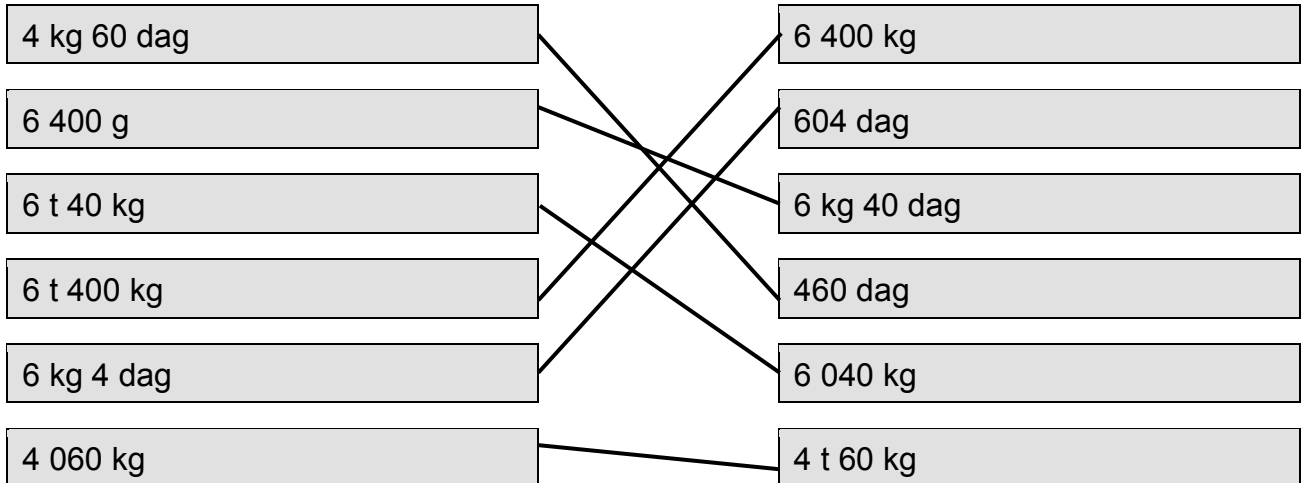 4 kg 60 dag
6 400 kg
6 400 g
604 dag
6 t 40 kg
6 kg 40 dag
6 t 400 kg
460 dag
6 kg 4 dag
6 040 kg
4 060 kg
4 t 60 kg